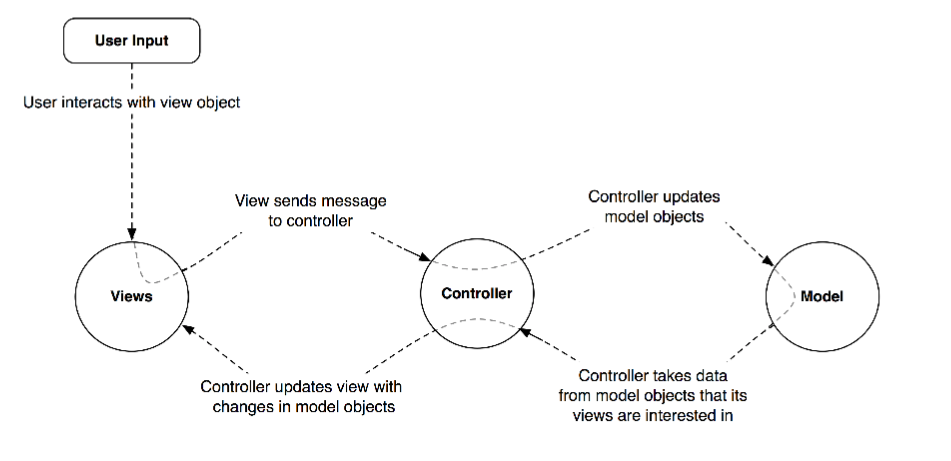 User Input
User interacts with view object
View sends message
to controller
Controller updates
model objects
Views
Controller
Model
Controller updates view with
changes in model objects
Controller takes data
from model objects that its
views are interested in